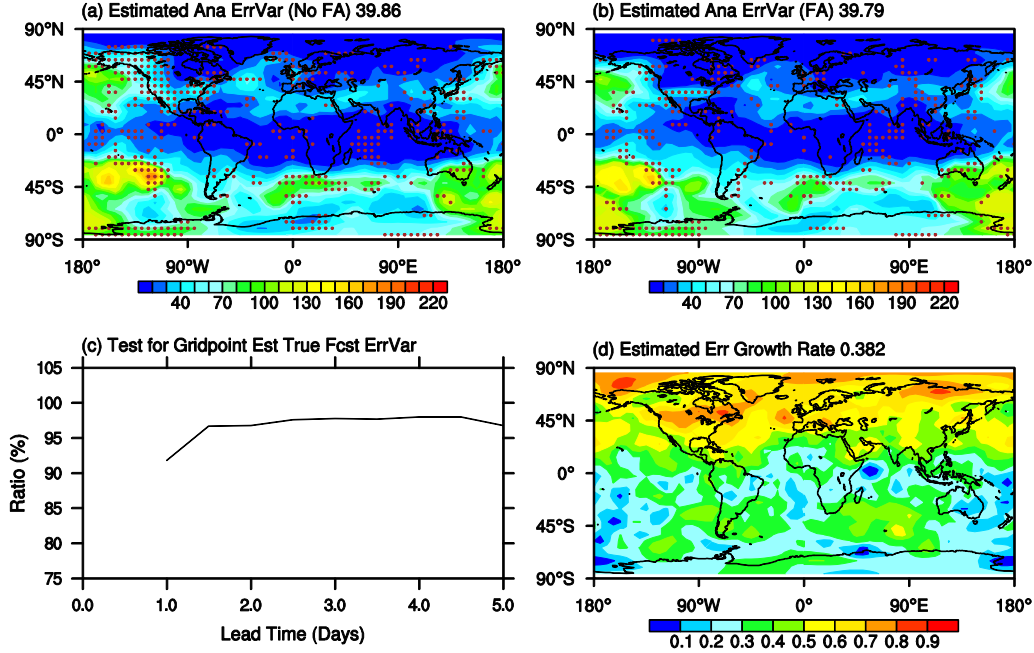 (a) Estimated Ana ErrVar (No FA) 39.86
90°N
45°N
0°
45°S
90°S
180° 90°W 0° 90°E 180°
40 70 100 130 160 190 220
(b) Estimated Ana ErrVar (FA) 39.79
90°N
45°N
0°
45°S
90°S
180° 90°W 0° 90°E 180°
40 70 100 130 160 190 220
(c) Test for Gridpoint Est True Fcst ErrVar
Ratio (%)
105
100
95
90
85
80
75
0.0 1.0 2.0 3.0 4.0 5.0
Lead Time (Days)
(d) Estimated Err Growth Rate 0.382
90°N
45°N
0°
45°S
90°S
180° 90°W 0° 90°E 180°
0.1 0.2 0.3 0.4 0.5 0.6 0.7 0.8 0.9